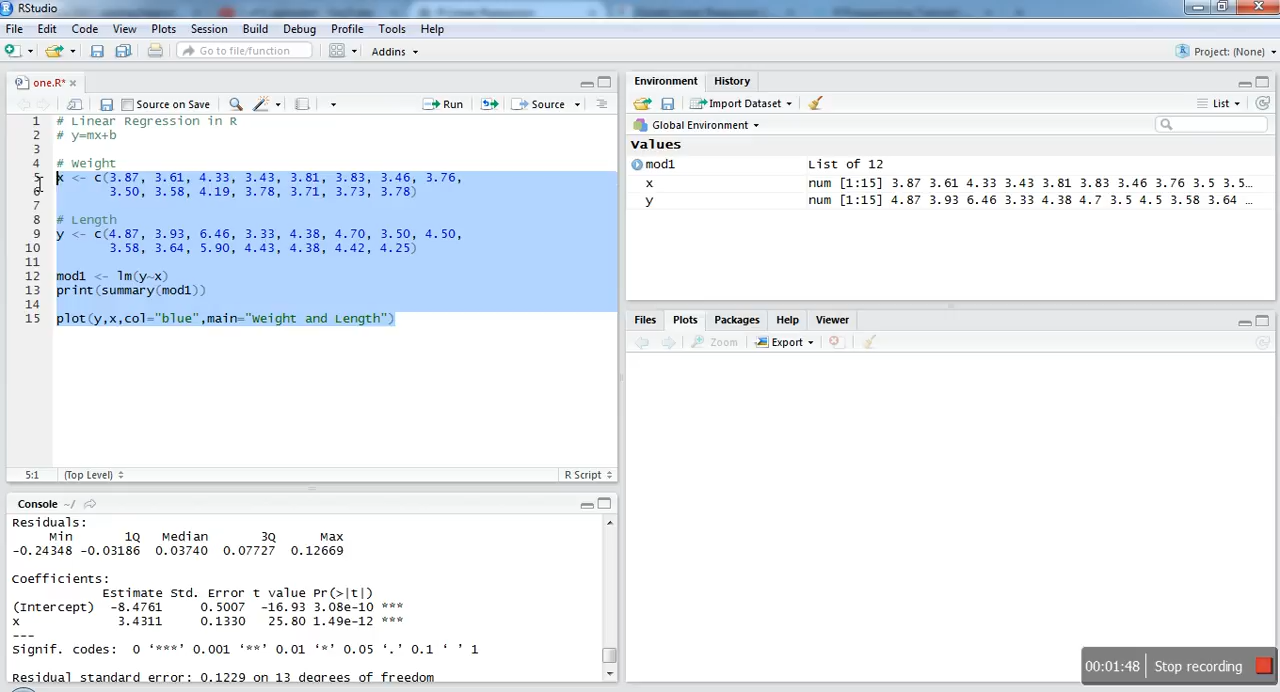 RStudio
File Edit Code View Plots Session Build Debug Profile Tools Help
Go to file/function Addins Project: (None)
one.R*
Source on Save Run Source
1 # Linear Regression in R
2 # y=mx+b
3
4 # Weight
5 x <- c(3.87, 3.61, 4.33, 3.43, 3.81, 3.83, 3.46, 3.76,
6 3.50, 3.58, 4.19, 3.78, 3.71, 3.73, 3.78)
7
8 # Length
9 y <- c(4.87, 3.93, 6.46, 3.33, 4.38, 4.70, 3.50, 4.50,
10 3.58, 3.64, 5.90, 4.43, 4.38, 4.42, 4.25)
11
12 mod1 <- lm(y~x)
13 print(summary(mod1))
14
15 plot(y,x,col="blue",main="Weight and Length")
5:1 (Top Level) R Script
Console ~/
Residuals:
Min 1Q Median 3Q Max
-0.24348 -0.03186 0.03740 0.07727 0.12669
Coefficients:
Estimate Std. Error t value Pr(>|t|)
(Intercept) -8.4761 0.5007 -16.93 3.08e-10 ***
x 3.4311 0.1330 25.80 1.49e-12 ***
---
Signif. codes: 0 ‘***’ 0.001 ‘**’ 0.01 ‘*’ 0.05 ‘.’ 0.1 ‘ ’ 1
Residual standard error: 0.1229 on 13 degrees of freedom
Environment History
Import Dataset List
Global Environment
Values
mod1 List of 12
x num [1:15] 3.87 3.61 4.33 3.43 3.81 3.83 3.46 3.76 3.5 3.5…
y num [1:15] 4.87 3.93 6.46 3.33 4.38 4.7 3.5 4.5 3.58 3.64 …
Files Plots Packages Help Viewer
Zoom Export
00:01:48 Stop recording